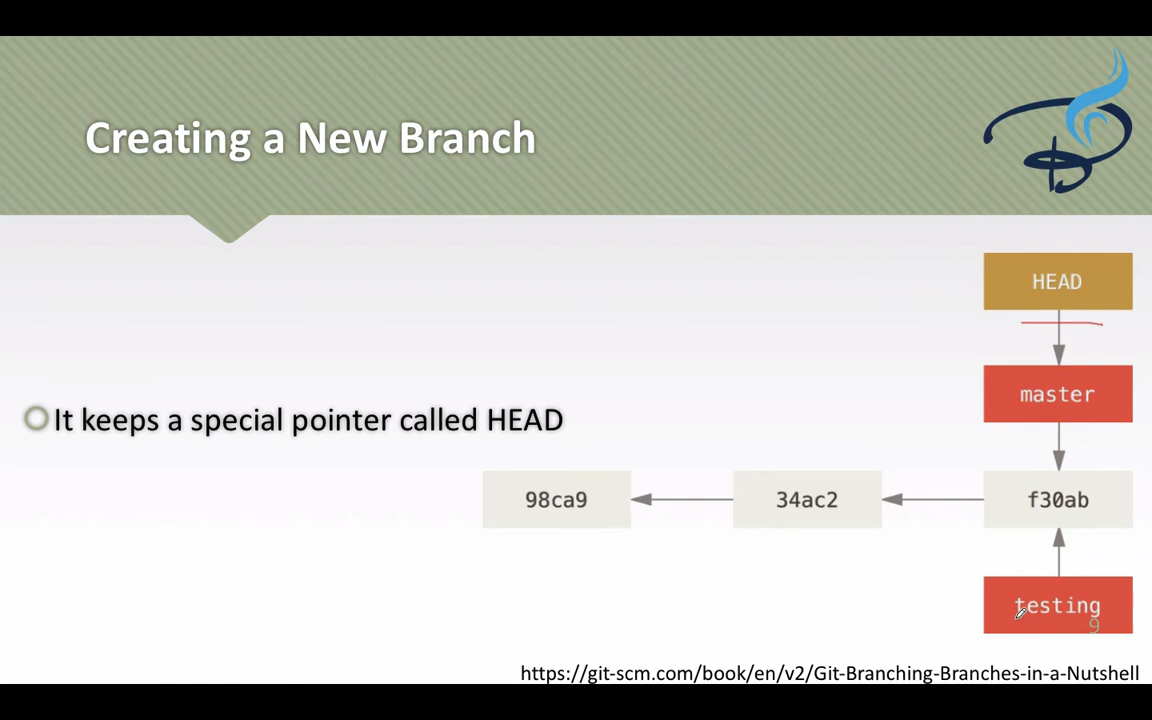 Creating a New Branch
HEAD
master
It keeps a special pointer called HEAD
98ca9
34ac2
f30ab
testing
9
https://git-scm.com/book/en/v2/Git-Branching-Branches-in-a-Nutshell